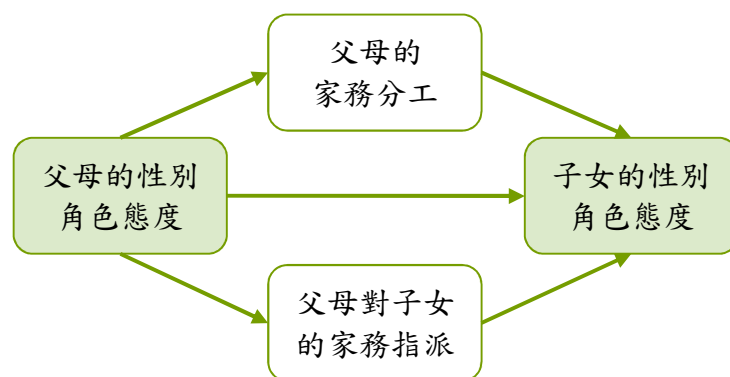 父母的
家務分工
父母的性別
角色態度
子女的性別
角色態度
父母對子女
的家務指派